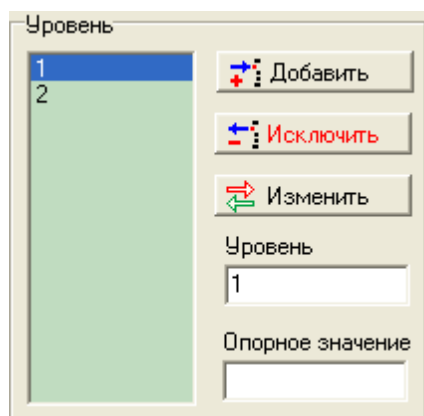 Уровень
1
2
Добавить
Исключить
Изменить
Уровень
1
Опорное значение